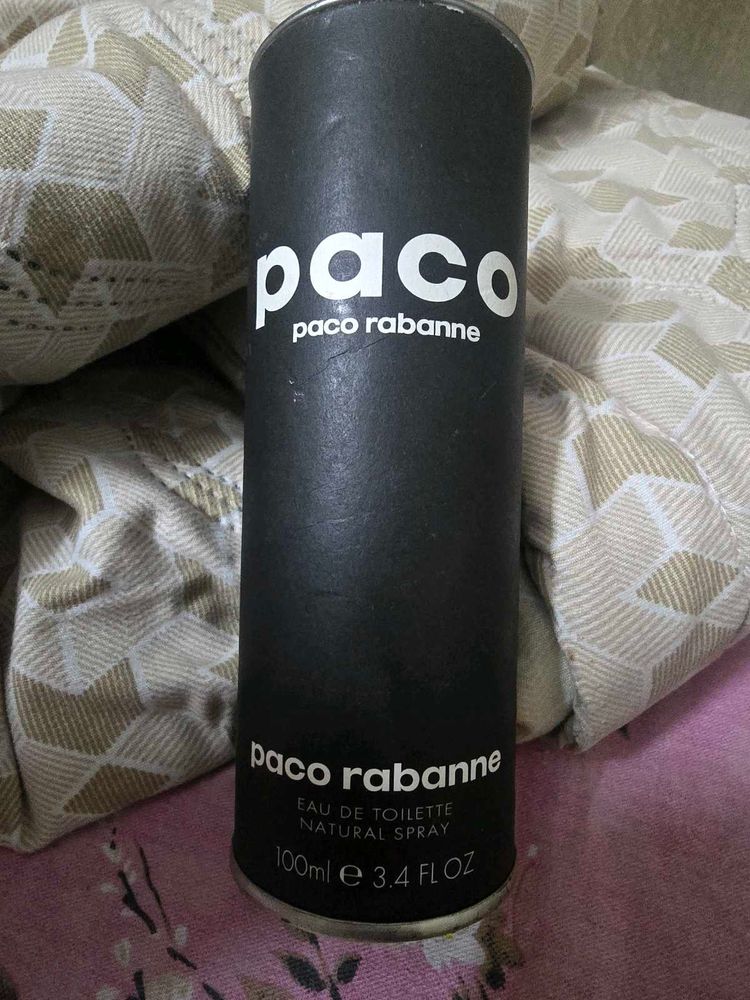 paco
paco rabanne
paco rabanne
EAU DE TOILETTE
NATURAL SPRAY
100ml e 3.4 FL OZ